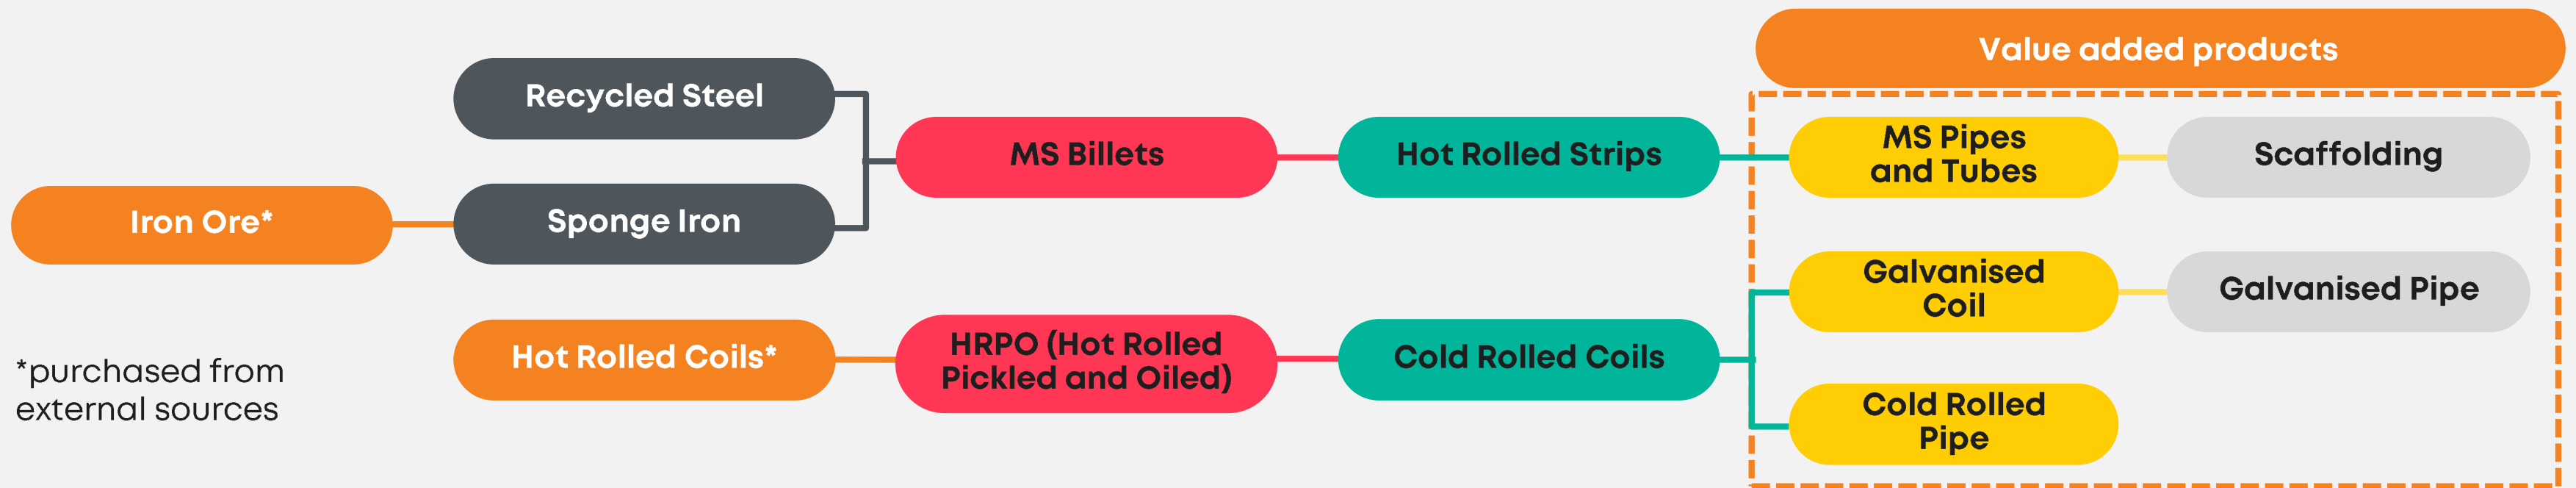 Value added products
Recycled Steel
MS Billets
Hot Rolled Strips
MS Pipes
and Tubes
Scaffolding
Iron Ore*
Sponge Iron
Galvanised
Coil
Galvanised Pipe
Hot Rolled Coils*
HRPO (Hot Rolled
Pickled and Oiled)
Cold Rolled Coils
Cold Rolled
Pipe
*purchased from
external sources